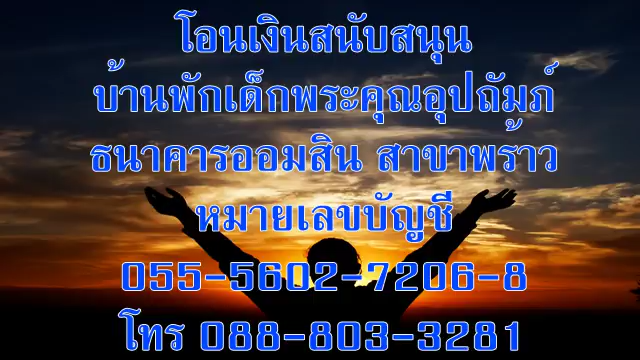 โอนเงินสนับสนุน
บ้านพักเด็กพระคุณอุปถัมภ์
ธนาคารออมสิน สาขาพร้าว
หมายเลขบัญชี
055-5602-7206-8
โทร 088-803-3281